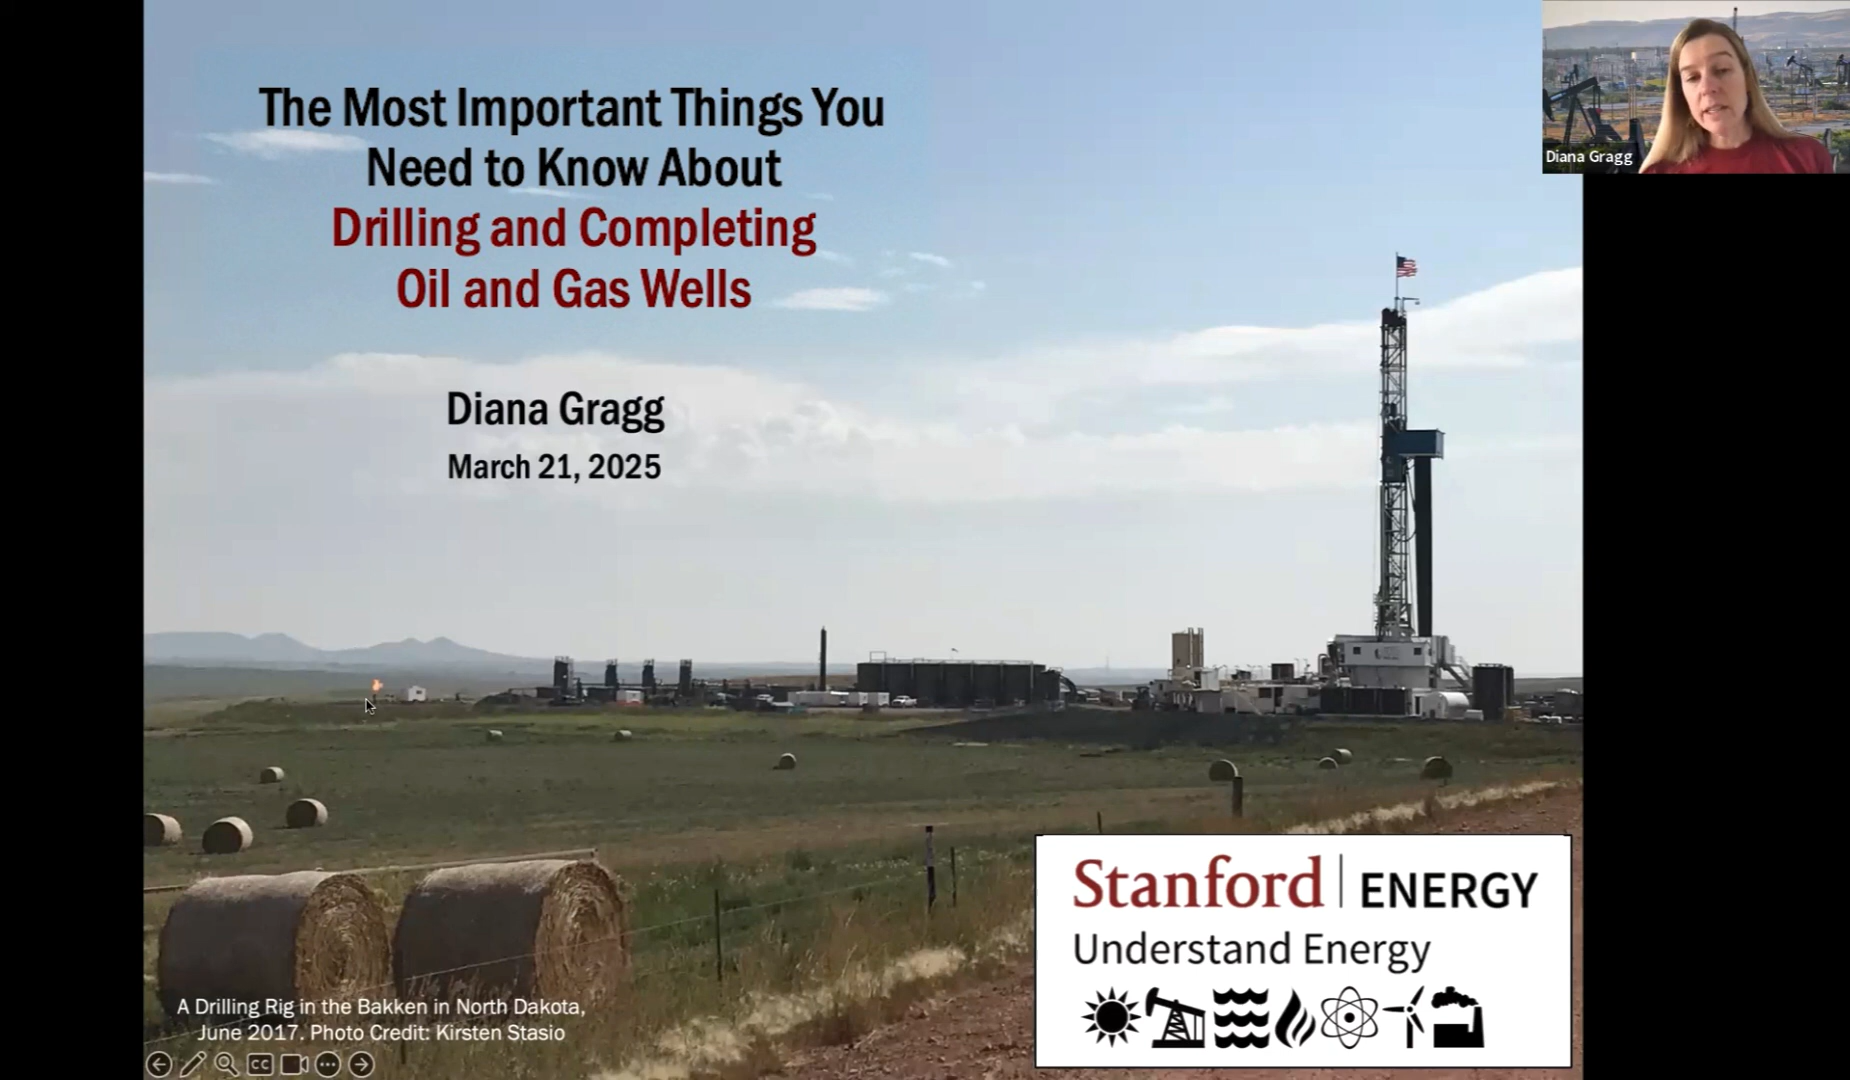 The Most Important Things You
Need to Know About
Drilling and Completing
Oil and Gas Wells
Diana Gragg
March 21, 2025
Diana Gragg
Stanford | ENERGY
Understand Energy
A Drilling Rig in the Bakken in North Dakota,
June 2017. Photo Credit: Kirsten Stasio
CC